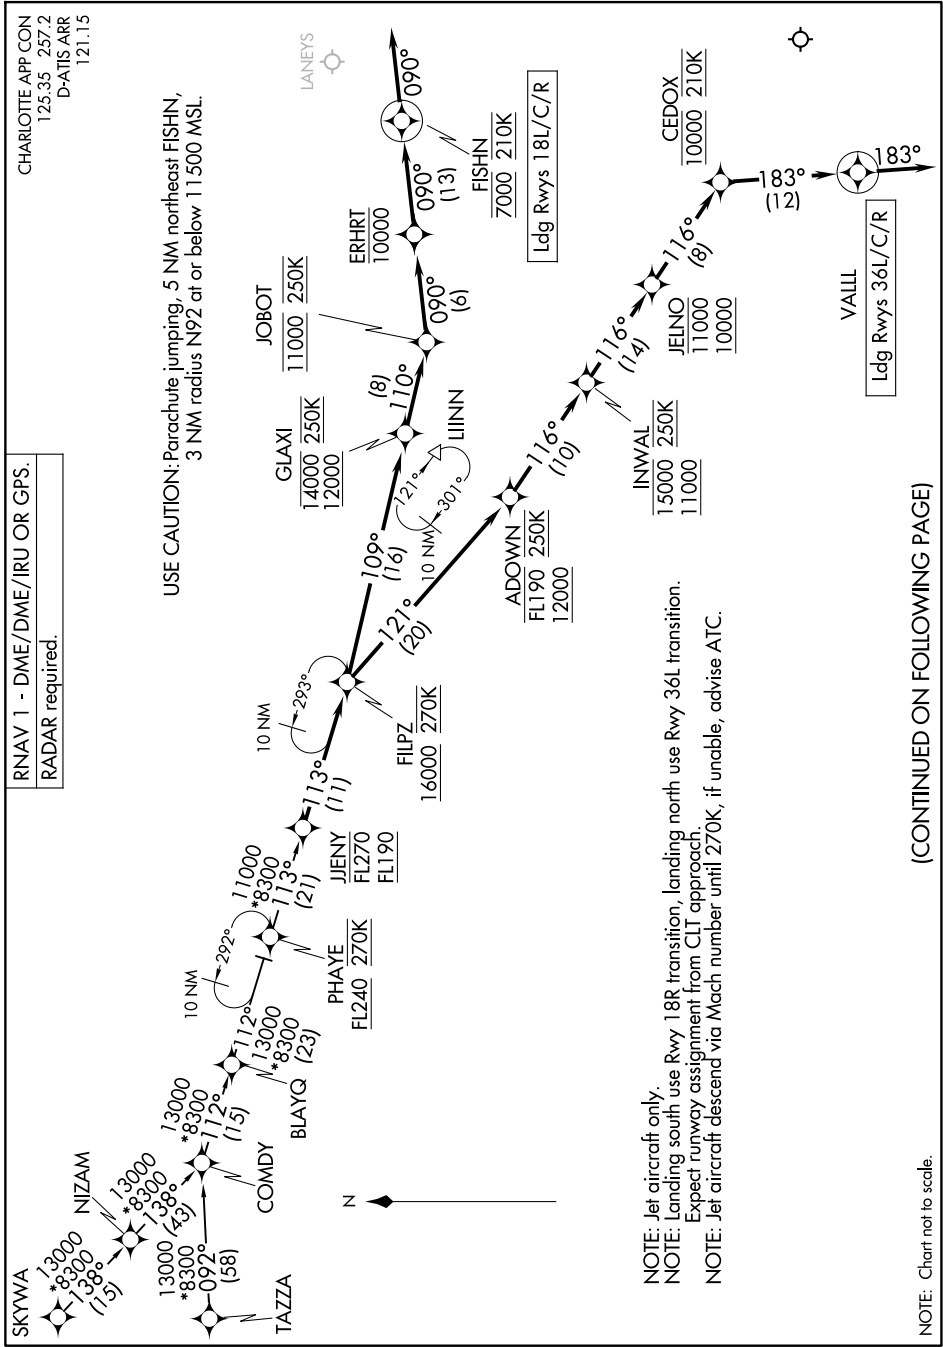 CHARLOTTE APP CON
125.35 257.2
D-ATIS ARR
121.15
RNAV 1 - DME/DME/IRU OR GPS.
RADAR required.
USE CAUTION: Parachute jumping, 5 NM northeast FISHN,
3 NM radius N92 at or below 11500 MSL.
LANEYS
SKYWA
13000
*8300
138°
(15)
NIZAM
13000
*8300
138°
(43)
TAZZA
13000
*8300
092°
(58)
COMDY
13000
*8300
112°
(15)
BLAYQ
112°
13000
*8300
(23)
10 NM
292°
PHAYE
FL240 270K
11000
*8300
113°
(21)
JJENY
FL270
FL190
113°
(11)
10 NM
293°
FILPZ
16000 270K
109°
(16)
GLAXI
14000 250K
12000
(8)
110°
JOBOT
11000 250K
090°
(6)
ERHRT
10000
090°
(13)
FISHN
7000 210K
Ldg Rwys 18L/C/R
090°
121°
301°
10 NM
LIINN
121°
(20)
ADOWN
FL190 250K
12000
116°
(10)
INWAL
15000 250K
11000
116°
(14)
JELNO
11000
10000
116°
(8)
CEDOX
10000 210K
183°
(12)
VALLL
Ldg Rwys 36L/C/R
183°
N
NOTE: Jet aircraft only.
NOTE: Landing south use Rwy 18R transition, landing north use Rwy 36L transition.
Expect runway assignment from CLT approach.
NOTE: Jet aircraft descend via Mach number until 270K, if unable, advise ATC.
(CONTINUED ON FOLLOWING PAGE)
NOTE: Chart not to scale.